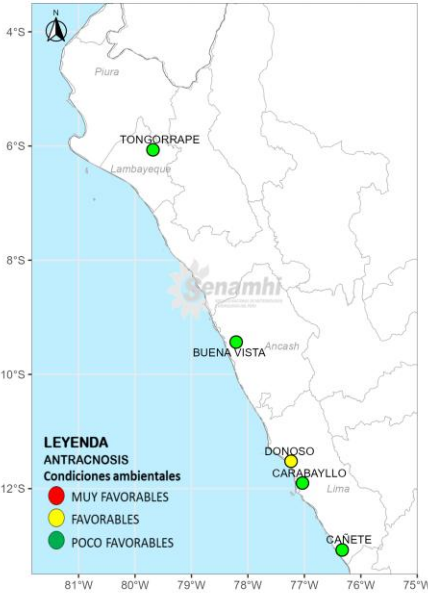 N
4°S
Piura
6°S
TONGORRAPE
Lambayeque
8°S
Senamhi
BUENA VISTA
Ancash
10°S
LEYENDA
ANTRACNOSIS
Condiciones ambientales
MUY FAVORABLES
FAVORABLES
POCO FAVORABLES
DONOSO
CARABAYLLO
Lima
12°S
CAÑETE
81°W 80°W 79°W 78°W 77°W 76°W 75°W